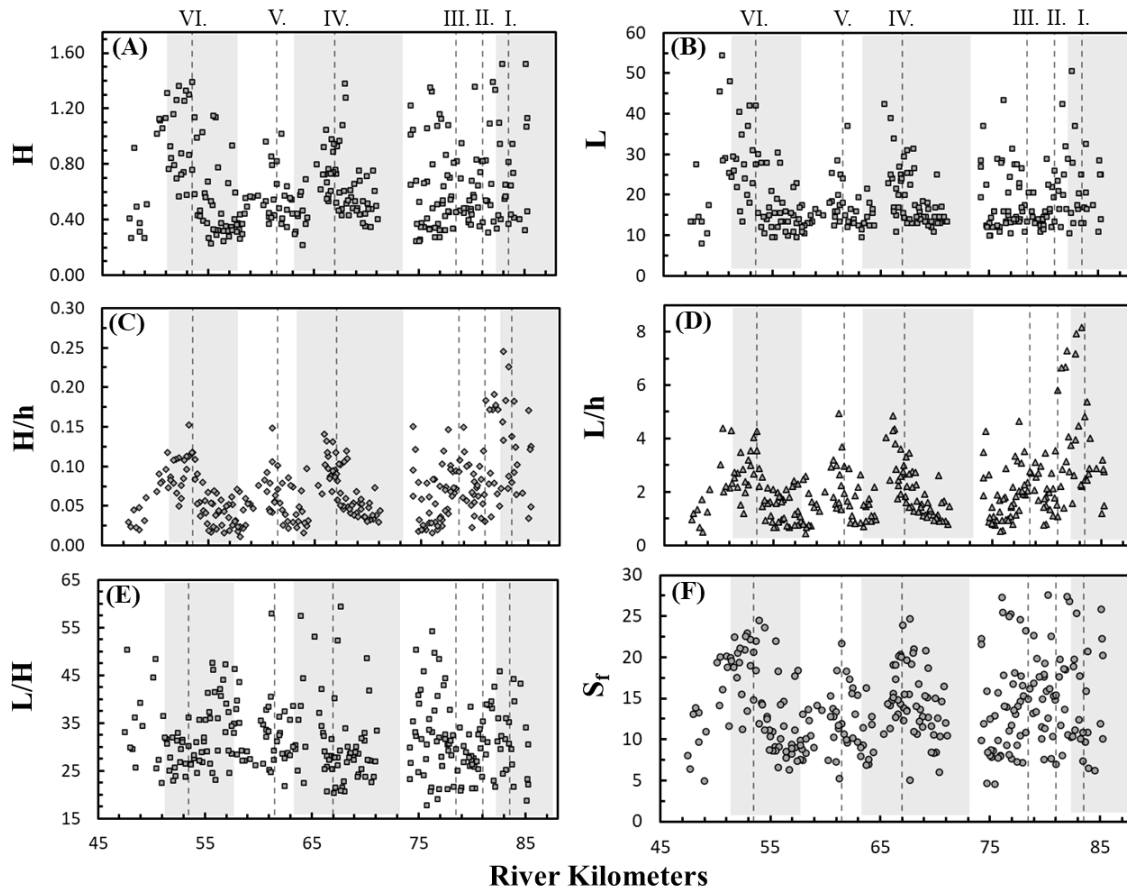 VI. V. IV. III. II. I. VI. V. IV. III. II. I.
(A)
1.60
1.20
0.80
0.40
0.00
H
(B)
60
50
40
30
20
10
0
L
(C)
0.30
0.25
0.20
0.15
0.10
0.05
0.00
H/h
(D)
8
6
4
2
0
L/h
(E)
65
55
45
35
25
15
L/H
45 55 65 75 85
(F)
30
25
20
15
10
5
0
Sf
45 55 65 75 85
River Kilometers